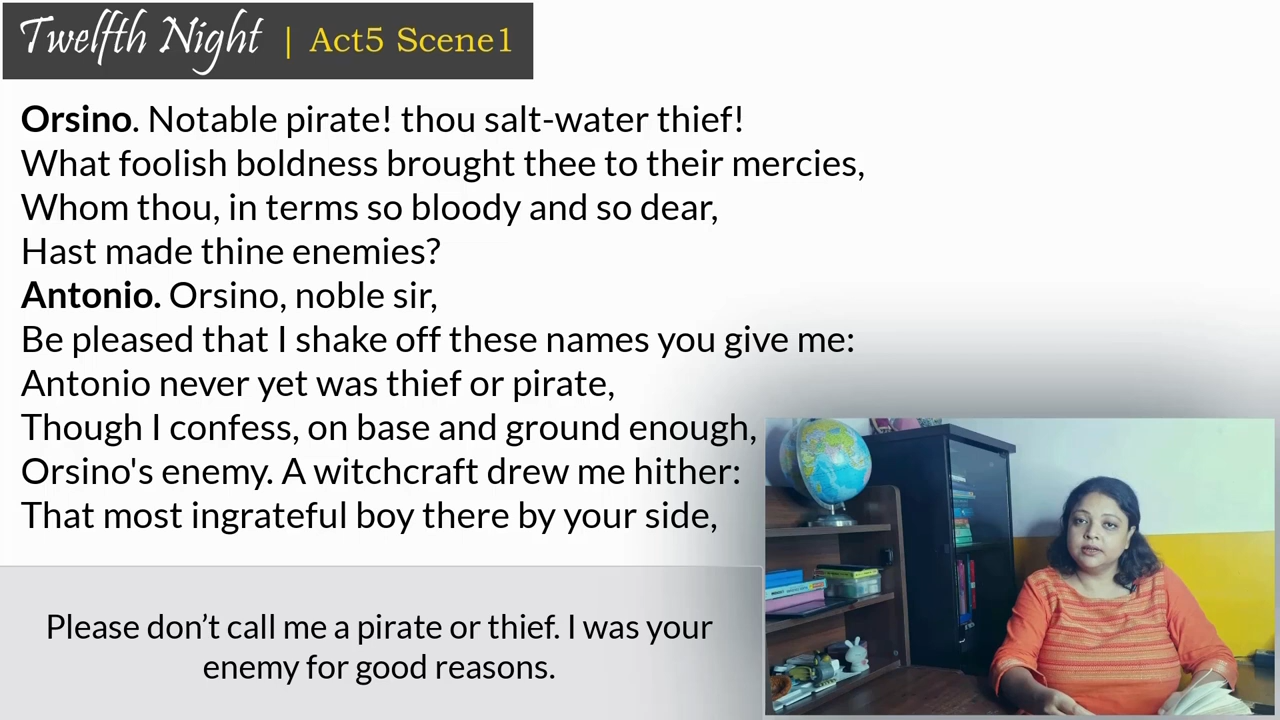 Twelfth Night | Act5 Scene1
Orsino. Notable pirate! thou salt-water thief!
What foolish boldness brought thee to their mercies,
Whom thou, in terms so bloody and so dear,
Hast made thine enemies?
Antonio. Orsino, noble sir,
Be pleased that I shake off these names you give me:
Antonio never yet was thief or pirate,
Though I confess, on base and ground enough,
Orsino's enemy. A witchcraft drew me hither:
That most ingrateful boy there by your side,
Please don’t call me a pirate or thief. I was your
enemy for good reasons.